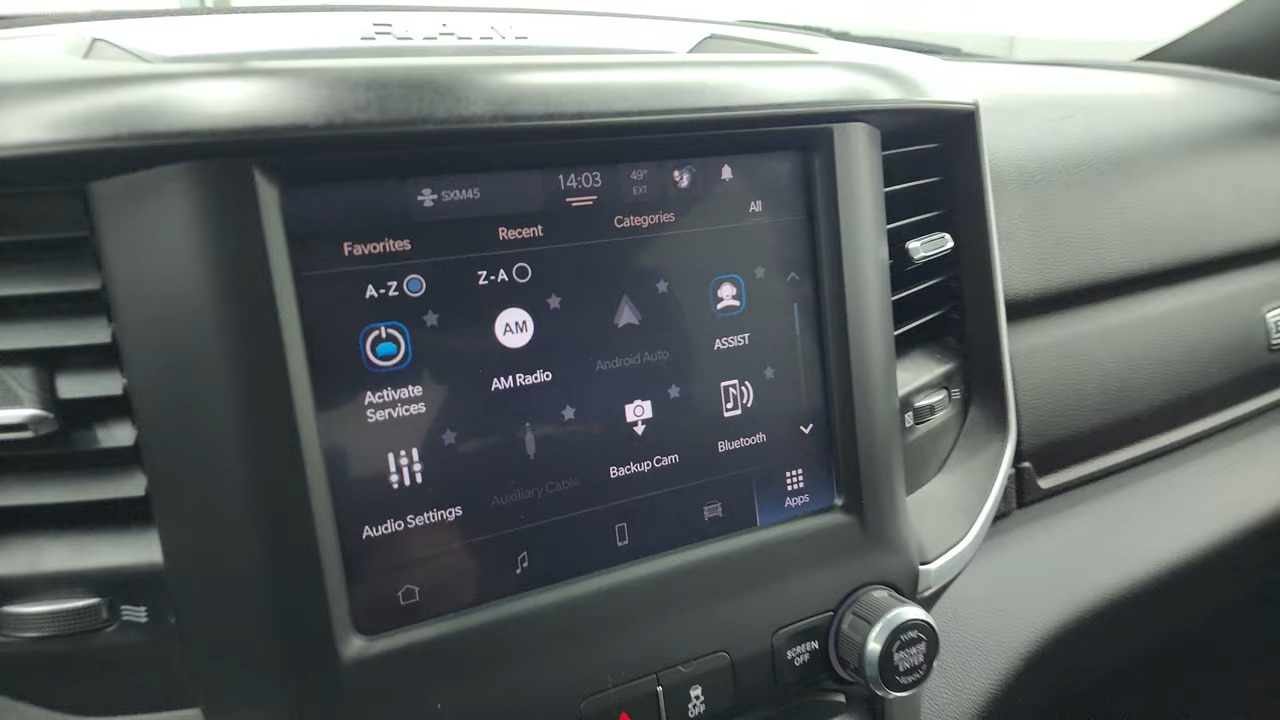 RAM
SXM45
14:03
49°
EXT
Favorites
Recent
Categories
All
A-Z
Z-A
Activate
Services
AM
AM Radio
Android Auto
ASSIST
Audio Settings
Auxiliary Cable
Backup Cam
Bluetooth
Apps
SCREEN
OFF
OFF
TUNE
BROWSE
ENTER
SCROLL